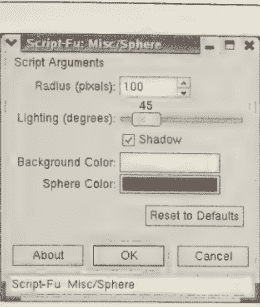 Script-Fu: Misc/Sphere
Script Arguments
Radius (pixels): 100
45
Lighting (degrees):
Shadow
Background Color:
Sphere Color:
Reset to Defaults
About OK Cancel
Script-Fu Misc/Sphere